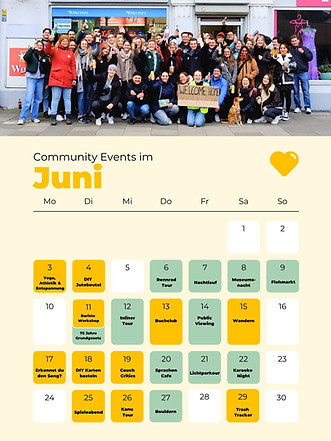 WELCOME HOME
Community Events im
Juni
Mo Di Mi Do Fr Sa So
1 2
3 4 5 6 7 8 9
Yoga, Athletik & Entspannung
DIY Jutebeutel
Rennrad Tour
Nachtlauf
Museums-
nacht
Flohmarkt
10 11 12 13 14 15 16
Barista Workshop
75 Jahre Grundgesetz
Inliner Tour
Buchclub
Public Viewing
Wandern
17 18 19 20 21 22 23
Erkennst du den Song?
DIY Karten basteln
Couch Critics
Sprachen Cafe
Lichtparkour
Karaoke Night
24 25 26 27 28 29 30
Spieleabend
Kanu Tour
Bouldern
Trash Tracker